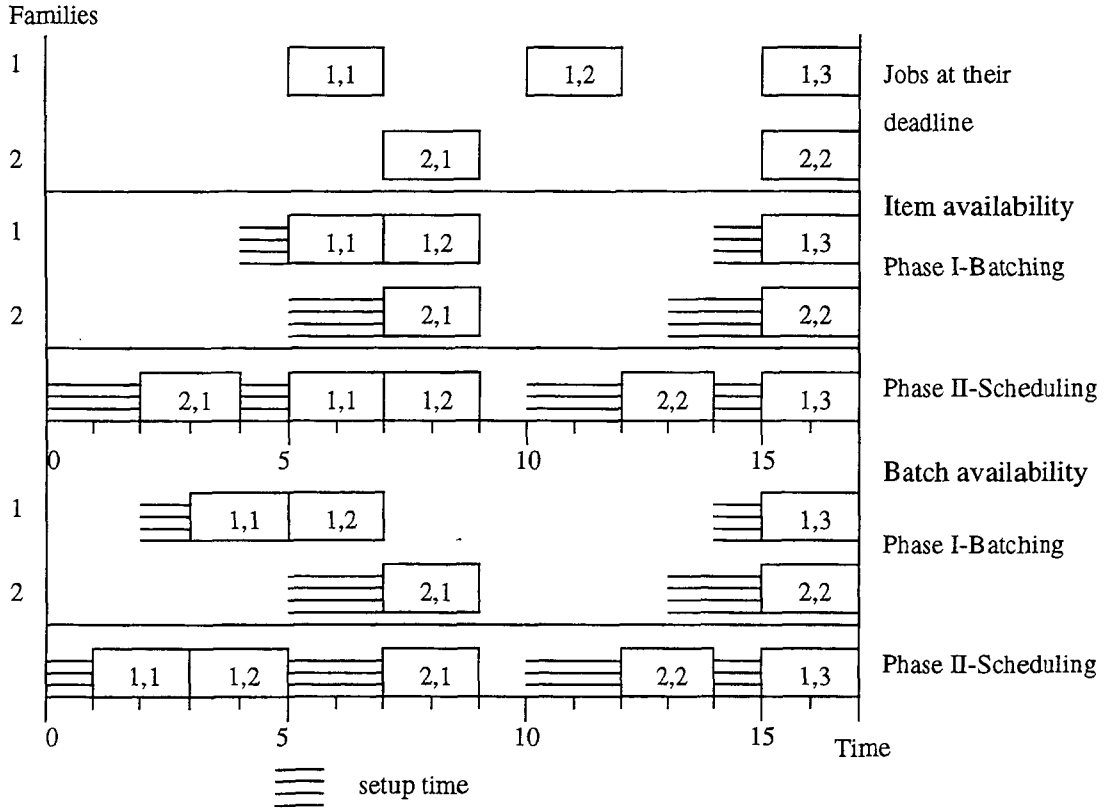 Families
1 1,1 1,2 1,3 Jobs at their
deadline
2 2,1 2,2
Item availability
1 1,1 1,2 1,3
Phase I-Batching
2 2,1 2,2
2,1 1,1 1,2 2,2 1,3 Phase II-Scheduling
0 5 10 15
Batch availability
1 1,1 1,2 1,3
Phase I-Batching
2 2,1 2,2
1,1 1,2 2,1 2,2 1,3 Phase II-Scheduling
0 5 10 15 Time
setup time